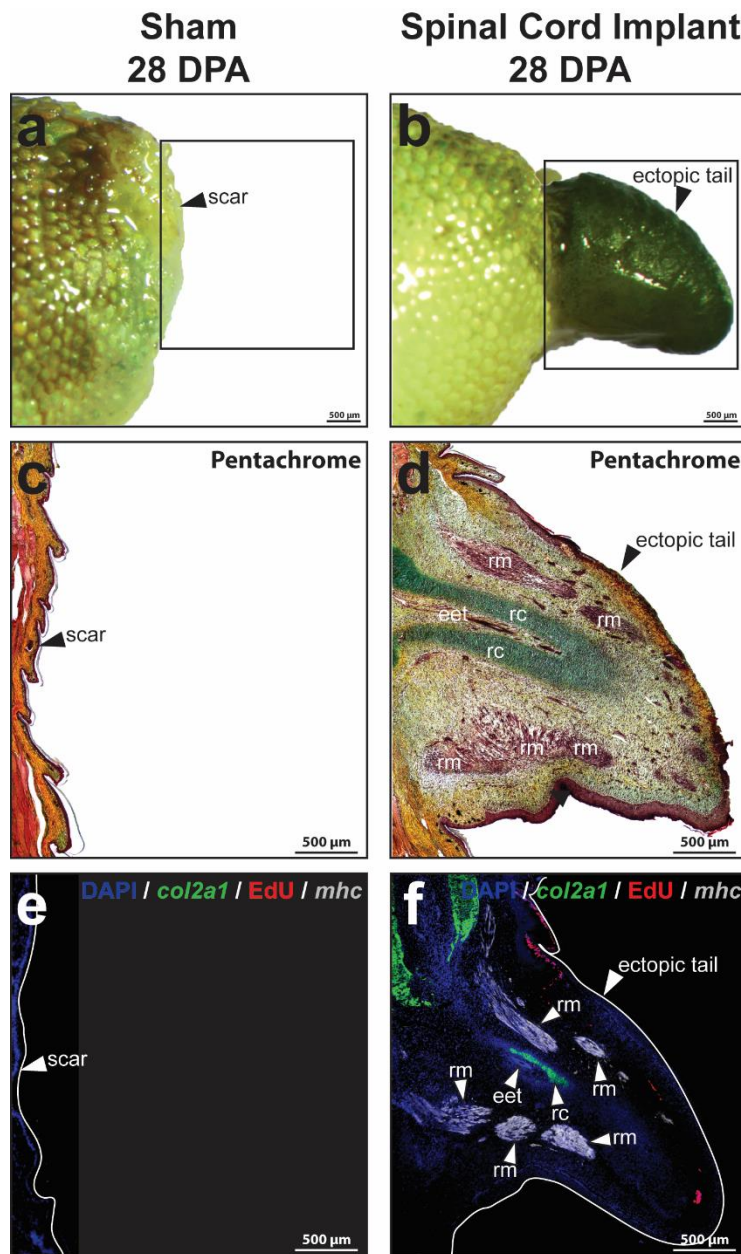 Sham
28 DPA
Spinal Cord Implant
28 DPA
a
scar
500 µm
b
ectopic tail
500 µm
c
Pentachrome
scar
500 µm
d
Pentachrome
ectopic tail
rm
rm
eet
rc
rc
rm
rm
rm
500 µm
e
DAPI / col2a1 / EdU / mhc
scar
500 µm
f
DAPI / col2a1 / EdU / mhc
ectopic tail
rm
rm
rm
eet
rc
rm
rm
500 µm